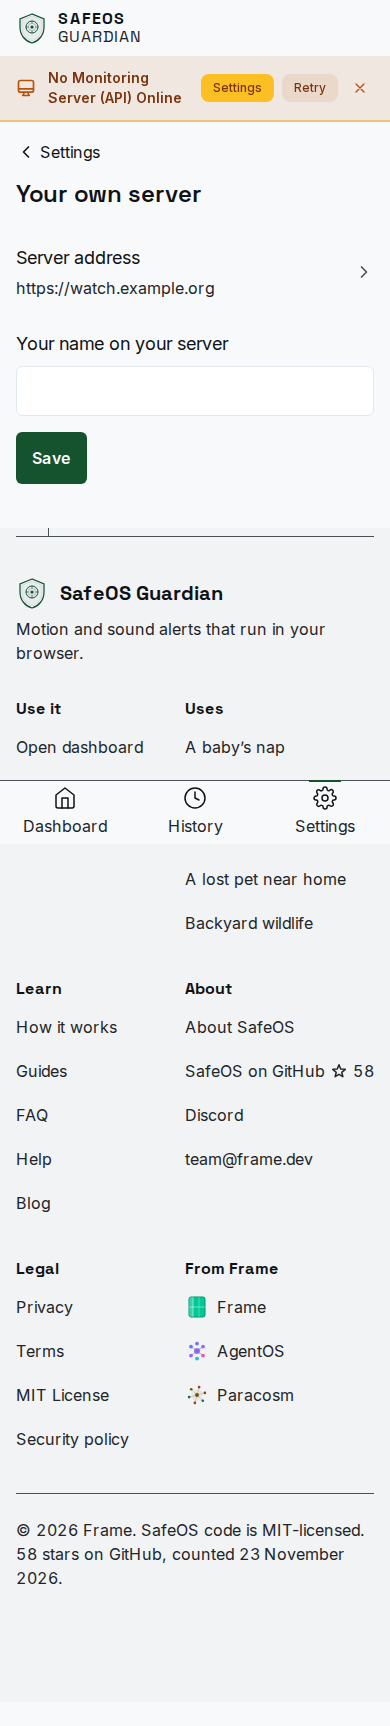 SAFEOS
GUARDIAN
No Monitoring
Server (API) Online
Settings
Retry
Settings
Your own server
Server address
https://watch.example.org
Your name on your server
Save
SafeOS Guardian
Motion and sound alerts that run in your
browser.
Use it
Uses
Open dashboard
A baby’s nap
Dashboard
History
Settings
A lost pet near home
Backyard wildlife
Learn
About
How it works
About SafeOS
Guides
SafeOS on GitHub ☆ 58
FAQ
Discord
Help
team@frame.dev
Blog
Legal
From Frame
Privacy
Frame
Terms
AgentOS
MIT License
Paracosm
Security policy
© 2026 Frame. SafeOS code is MIT-licensed.
58 stars on GitHub, counted 23 November
2026.